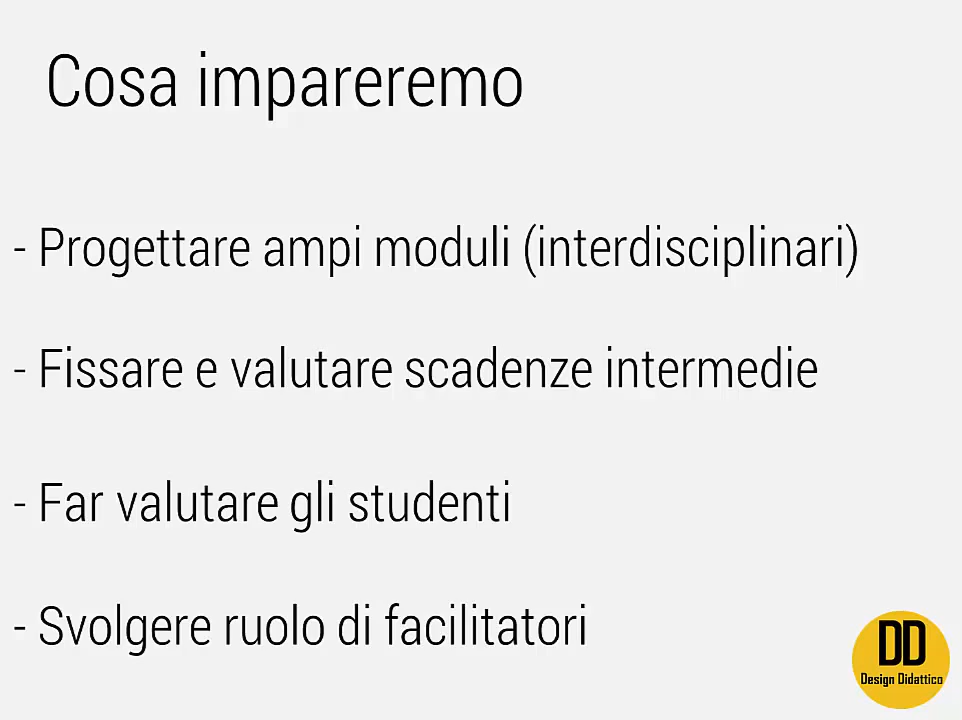 Cosa impareremo
- Progettare ampi moduli (interdisciplinari)
- Fissare e valutare scadenze intermedie
- Far valutare gli studenti
- Svolgere ruolo di facilitatori
DD
Design Didattico